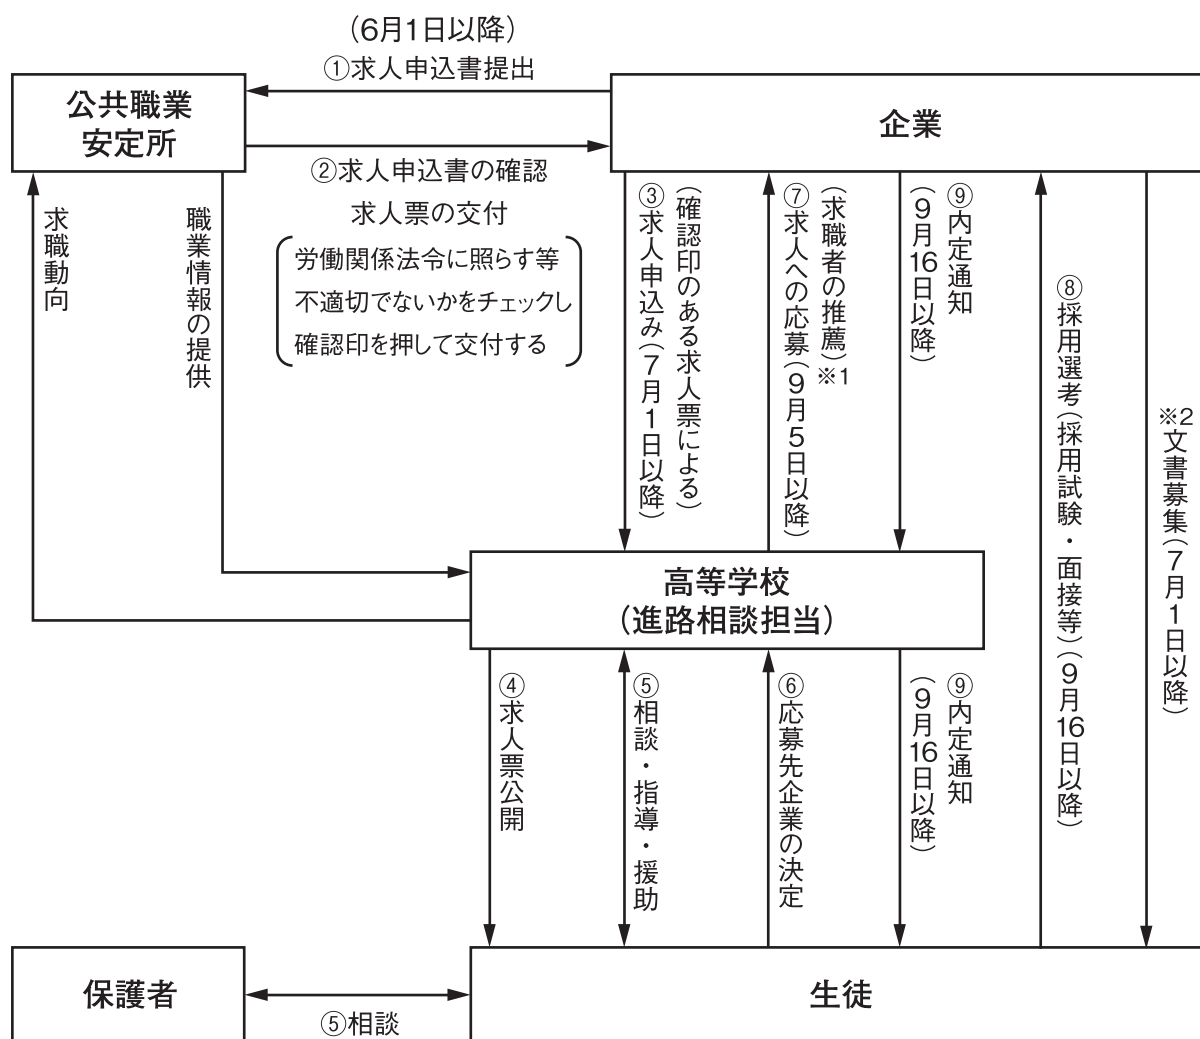 (6月1日以降)
①求人申込書提出
公共職業
安定所
企業
②求人申込書の確認
求人票の交付
労働関係法令に照らす等
不適切でないかをチェックし
確認印を押して交付する
求職動向
職業情報の提供
③求人申込み(7月1日以降)
(確認印のある求人票による)
⑦求人への応募(9月5日以降)
(求職者の推薦)※1
⑨内定通知
(9月16日以降)
⑧採用選考(採用試験・面接等)(9月16日以降)
※2文書募集(7月1日以降)
高等学校
(進路相談担当)
④求人票公開
⑤相談・指導・援助
⑥応募先企業の決定
⑨内定通知
(9月16日以降)
保護者
⑤相談
生徒